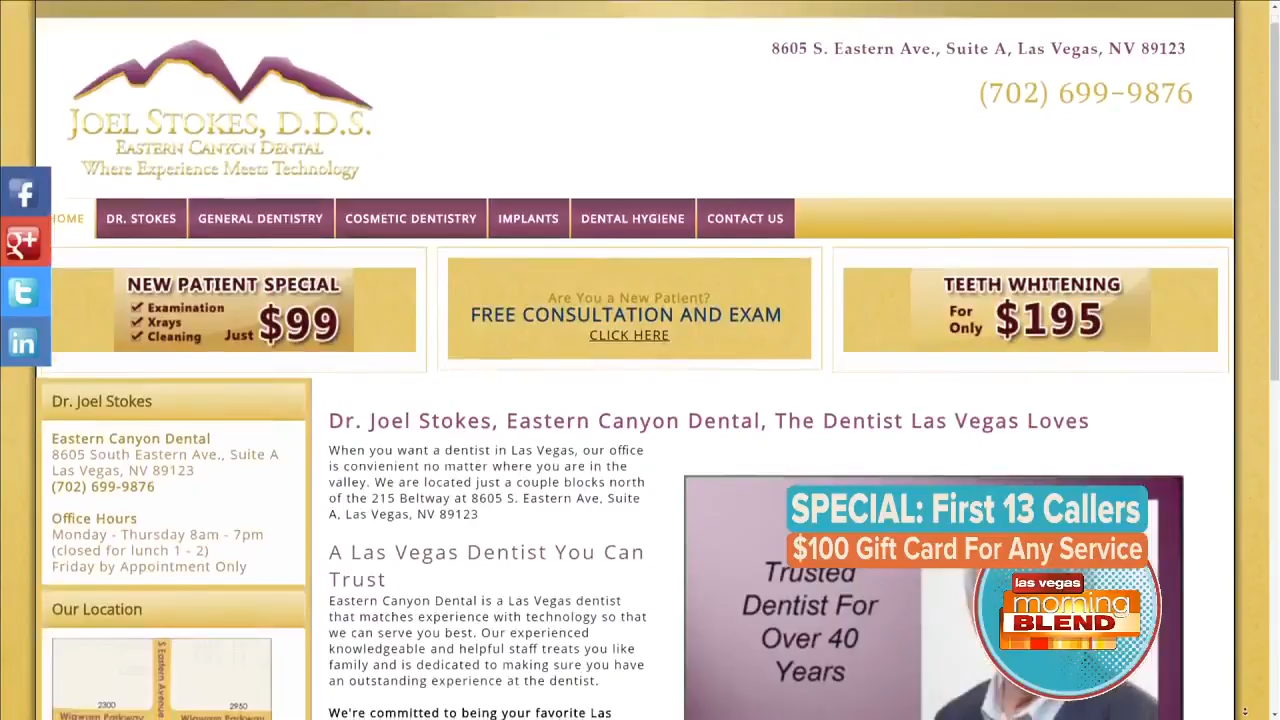 8605 S. Eastern Ave., Suite A, Las Vegas, NV 89123
(702) 699-9876
JOEL STOKES, D.D.S.
EASTERN CANYON DENTAL
Where Experience Meets Technology
HOME
DR. STOKES
GENERAL DENTISTRY
COSMETIC DENTISTRY
IMPLANTS
DENTAL HYGIENE
CONTACT US
NEW PATIENT SPECIAL
Examination
Xrays
Cleaning
Just $99
Are You a New Patient?
FREE CONSULTATION AND EXAM
CLICK HERE
TEETH WHITENING
For Only $195
Dr. Joel Stokes
Eastern Canyon Dental
8605 South Eastern Ave., Suite A
Las Vegas, NV 89123
(702) 699-9876
Office Hours
Monday - Thursday 8am - 7pm
(closed for lunch 1 - 2)
Friday by Appointment Only
Our Location
S Eastern Avenue
2300
2950
Wigwam Parkway
Wigwam Parkway
Dr. Joel Stokes, Eastern Canyon Dental, The Dentist Las Vegas Loves
When you want a dentist in Las Vegas, our office
is convienient no matter where you are in the
valley. We are located just a couple blocks north
of the 215 Beltway at 8605 S. Eastern Ave, Suite
A, Las Vegas, NV 89123
A Las Vegas Dentist You Can
Trust
Eastern Canyon Dental is a Las Vegas dentist
that matches experience with technology so that
we can serve you best. Our experienced
knowledgeable and helpful staff treats you like
family and is dedicated to making sure you have
an outstanding experience at the dentist.
We're committed to being your favorite Las
SPECIAL: First 13 Callers
$100 Gift Card For Any Service
Trusted
Dentist For
Over 40
Years
las vegas
morning
BLEND
f
g+
t
in